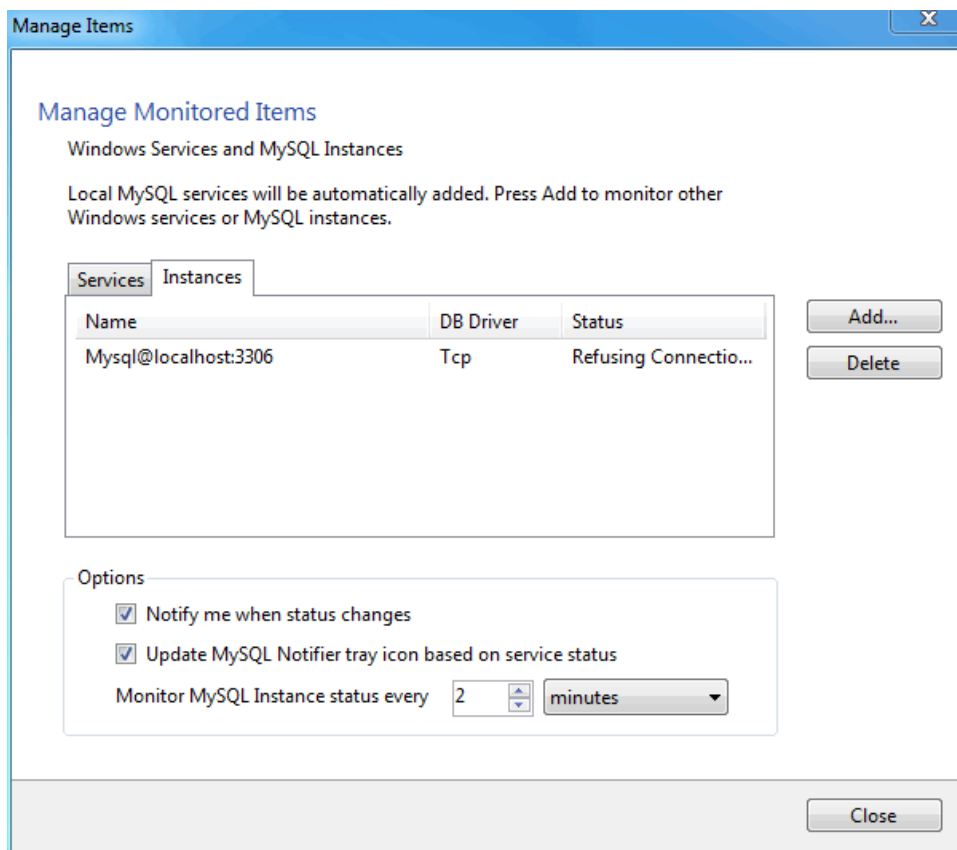 Manage Items
X
Manage Monitored Items
Windows Services and MySQL Instances
Local MySQL services will be automatically added. Press Add to monitor other
Windows services or MySQL instances.
Services Instances
Name DB Driver Status
Mysql@localhost:3306 Tcp Refusing Connectio...
Add...
Delete
Options
Notify me when status changes
Update MySQL Notifier tray icon based on service status
Monitor MySQL Instance status every 2 minutes
Close